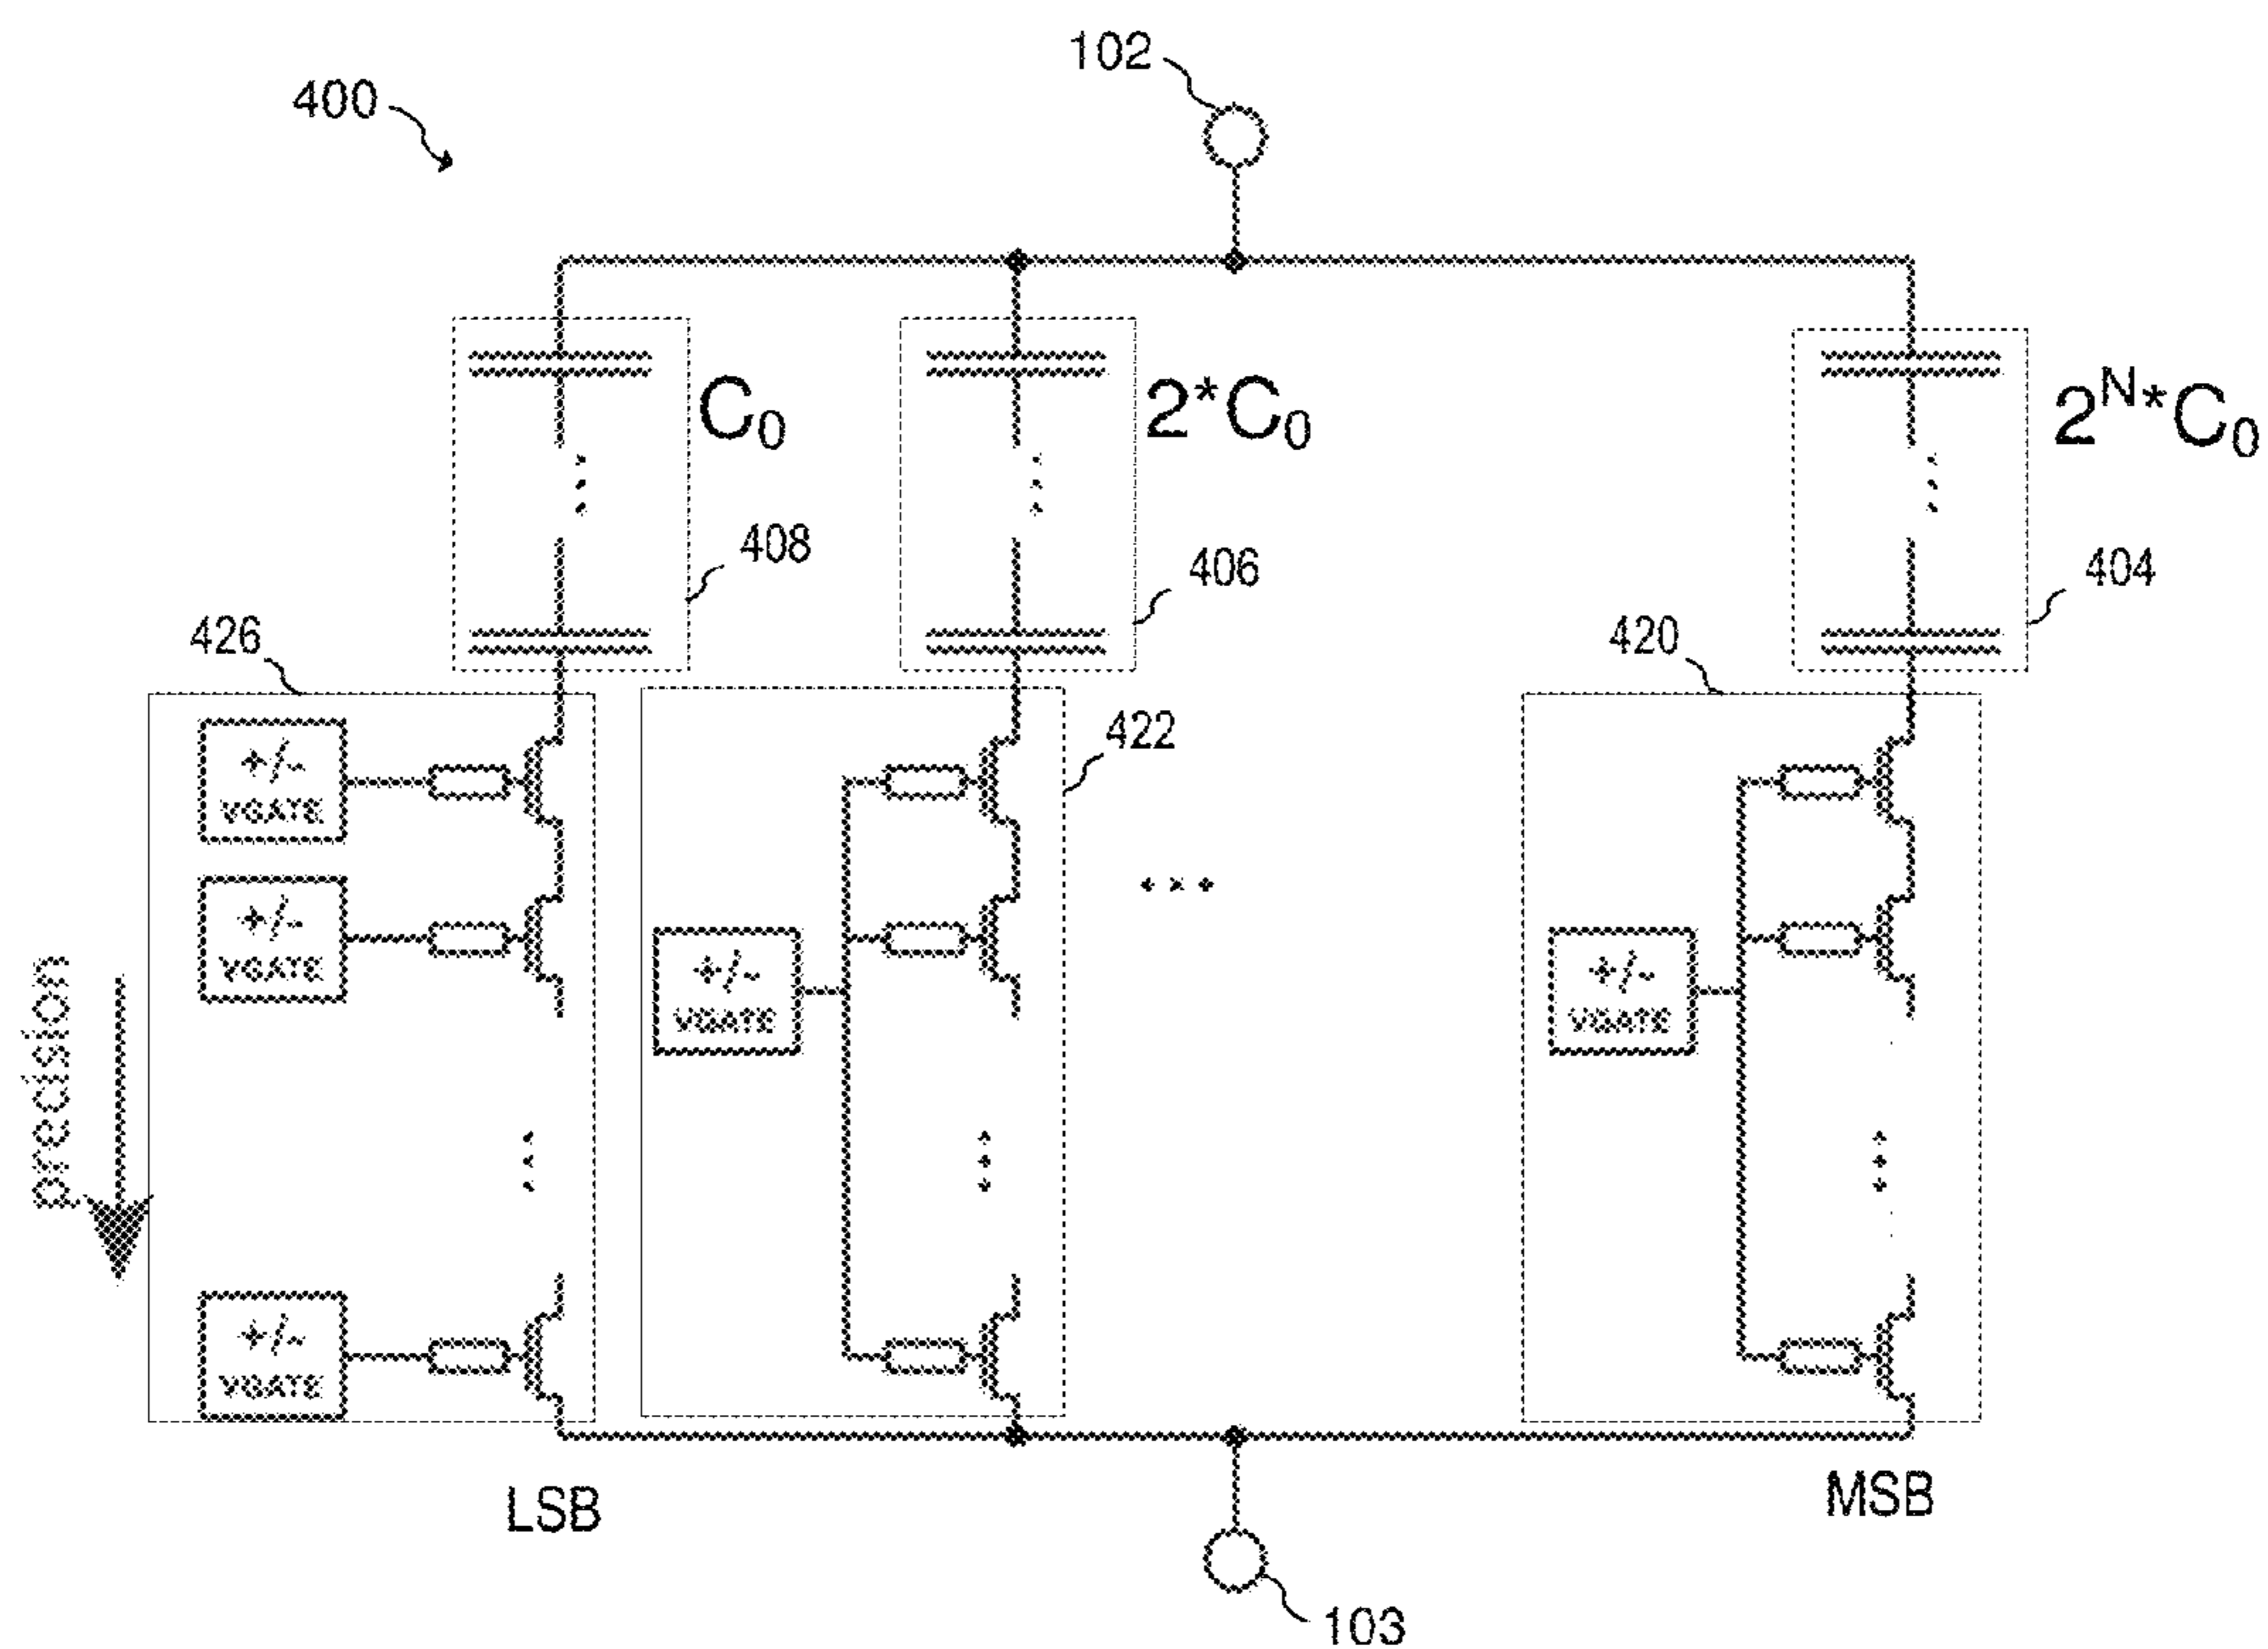 102
400
C₀
2*C₀
2ᴺ*C₀
408
406
404
426
420
422
+/-
VGATE
+/-
VGATE
+/-
VGATE
+/-
VGATE
precision
+/-
VGATE
LSB
MSB
103